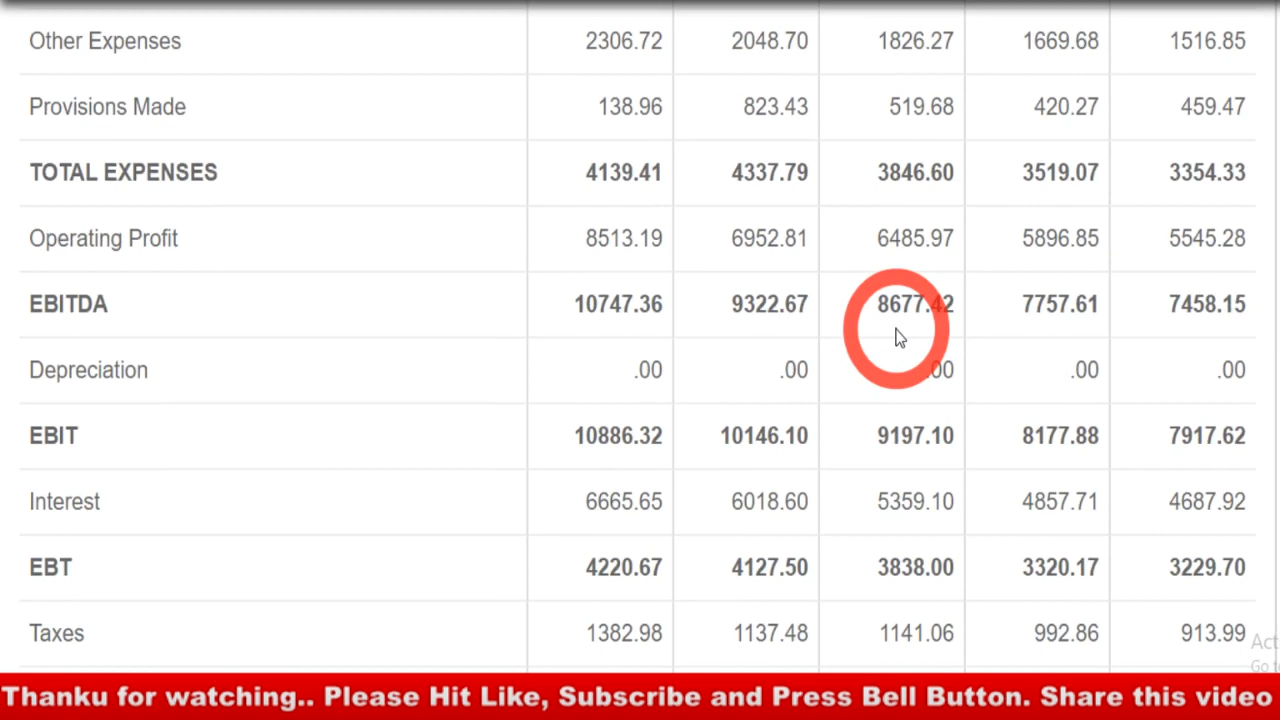 Other Expenses 2306.72 2048.70 1826.27 1669.68 1516.85
Provisions Made 138.96 823.43 519.68 420.27 459.47
TOTAL EXPENSES 4139.41 4337.79 3846.60 3519.07 3354.33
Operating Profit 8513.19 6952.81 6485.97 5896.85 5545.28
EBITDA 10747.36 9322.67 8677.42 7757.61 7458.15
Depreciation .00 .00 .00 .00 .00
EBIT 10886.32 10146.10 9197.10 8177.88 7917.62
Interest 6665.65 6018.60 5359.10 4857.71 4687.92
EBT 4220.67 4127.50 3838.00 3320.17 3229.70
Taxes 1382.98 1137.48 1141.06 992.86 913.99
Act
Go to
Thanku for watching.. Please Hit Like, Subscribe and Press Bell Button. Share this video